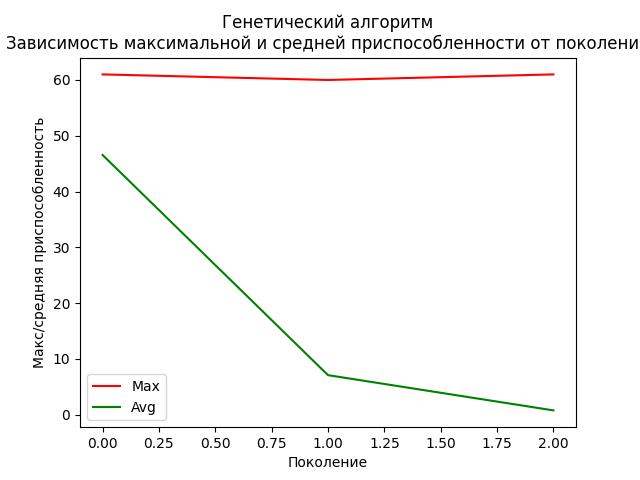 Генетический алгоритм
Зависимость максимальной и средней приспособленности от поколени
Макс/средняя приспособленность
60
50
40
30
20
10
0
Max
Avg
0.00 0.25 0.50 0.75 1.00 1.25 1.50 1.75 2.00
Поколение